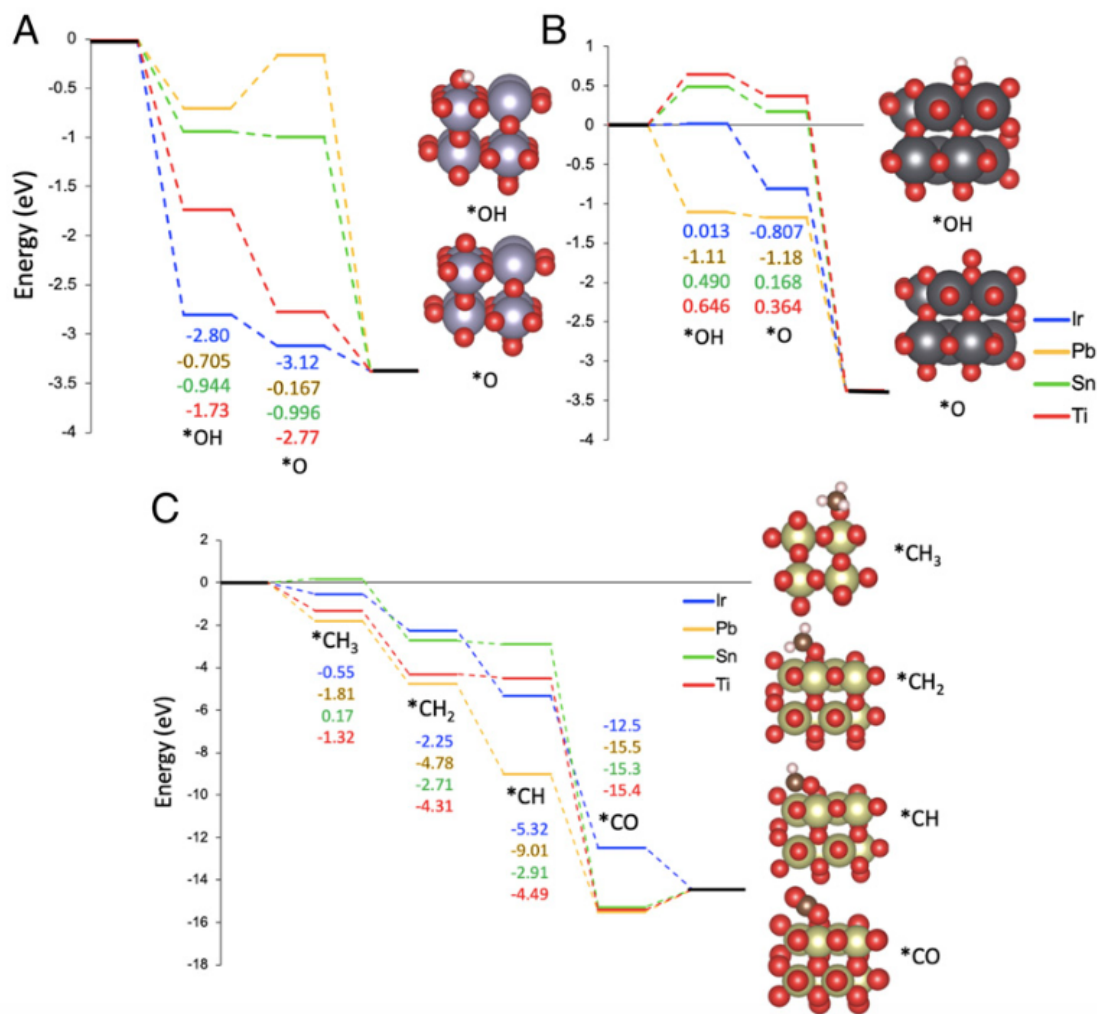 A
Energy (eV)
0
-0.5
-1
-1.5
-2
-2.5
-3
-3.5
-4
-2.80
-0.705
-0.944
-1.73
*OH
-3.12
-0.167
-0.996
-2.77
*O
*OH
*O
B
1
0.5
0
-0.5
-1
-1.5
-2
-2.5
-3
-3.5
-4
0.013 -0.807
-1.11 -1.18
0.490 0.168
0.646 0.364
*OH *O
*OH
*O
Ir
Pb
Sn
Ti
C
Energy (eV)
2
0
-2
-4
-6
-8
-10
-12
-14
-16
-18
*CH3
-0.55
-1.81
0.17
-1.32
*CH2
-2.25
-4.78
-2.71
-4.31
*CH
-5.32
-9.01
-2.91
-4.49
-12.5
-15.5
-15.3
-15.4
*CO
Ir
Pb
Sn
Ti
*CH3
*CH2
*CH
*CO